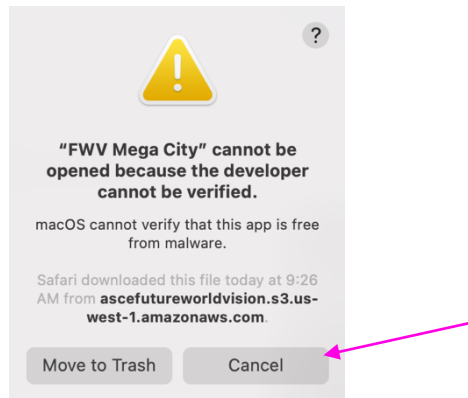 ?
“FWV Mega City” cannot be
opened because the developer
cannot be verified.
macOS cannot verify that this app is free
from malware.
Safari downloaded this file today at 9:26
AM from ascefutureworldvision.s3.us-
west-1.amazonaws.com.
Move to Trash
Cancel